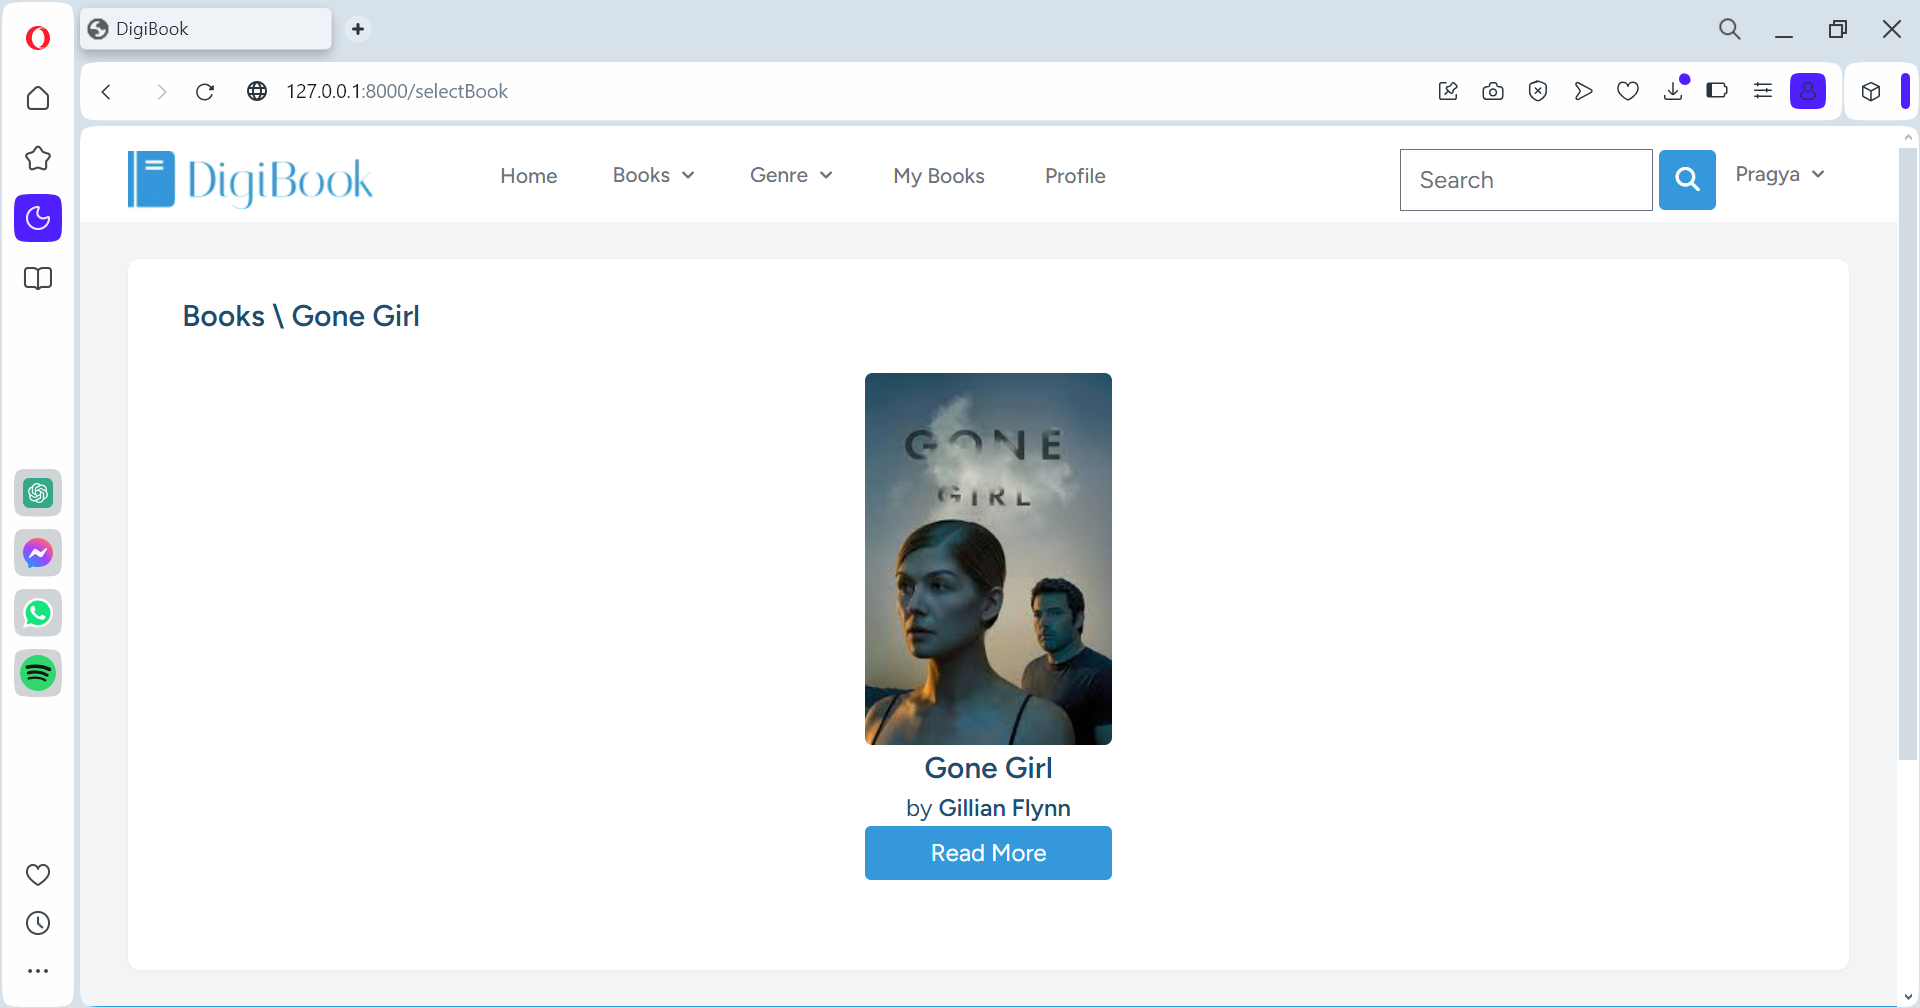 DigiBook
127.0.0.1:8000/selectBook
DigiBook
Home
Books
Genre
My Books
Profile
Search
Pragya
Books \ Gone Girl
GONE
GIRL
Gone Girl
by Gillian Flynn
Read More